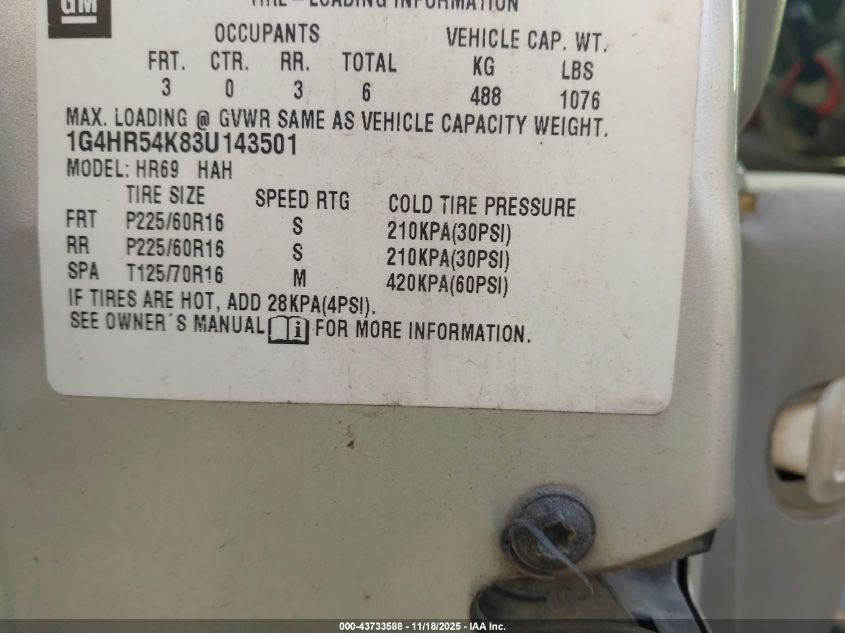 GM
TIRE-LOADING INFORMATION
OCCUPANTS VEHICLE CAP. WT.
FRT. CTR. RR. TOTAL KG LBS
3 0 3 6 488 1076
MAX. LOADING @ GVWR SAME AS VEHICLE CAPACITY WEIGHT.
1G4HR54K83U143501
MODEL: HR69 HAH
TIRE SIZE SPEED RTG COLD TIRE PRESSURE
FRT P225/60R16 S 210KPA(30PSI)
RR P225/60R16 S 210KPA(30PSI)
SPA T125/70R16 M 420KPA(60PSI)
IF TIRES ARE HOT, ADD 28KPA(4PSI).
SEE OWNER´S MANUAL i FOR MORE INFORMATION.
000-43733588 - 11/18/2025 - IAA Inc.